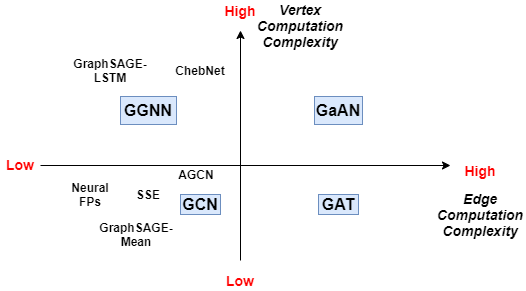 High
Vertex
Computation
Complexity
GraphSAGE-
LSTM
ChebNet
GGNN
GaAN
Low
High
AGCN
Neural
FPs
SSE
GCN
GAT
GraphSAGE-
Mean
Edge
Computation
Complexity
Low